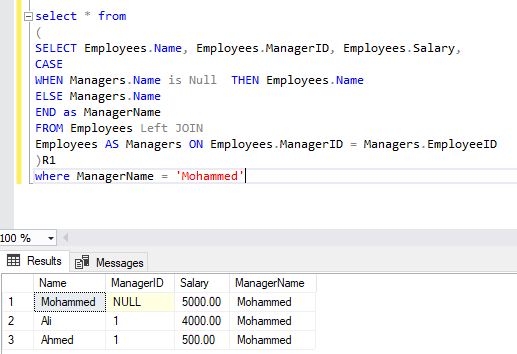 select * from
(
SELECT Employees.Name, Employees.ManagerID, Employees.Salary,
CASE
WHEN Managers.Name is Null  THEN Employees.Name
ELSE Managers.Name
END as ManagerName
FROM Employees Left JOIN
Employees AS Managers ON Employees.ManagerID = Managers.EmployeeID
)R1
where ManagerName = 'Mohammed'
100 %
Results Messages
Name ManagerID Salary ManagerName
1 Mohammed NULL 5000.00 Mohammed
2 Ali 1 4000.00 Mohammed
3 Ahmed 1 500.00 Mohammed